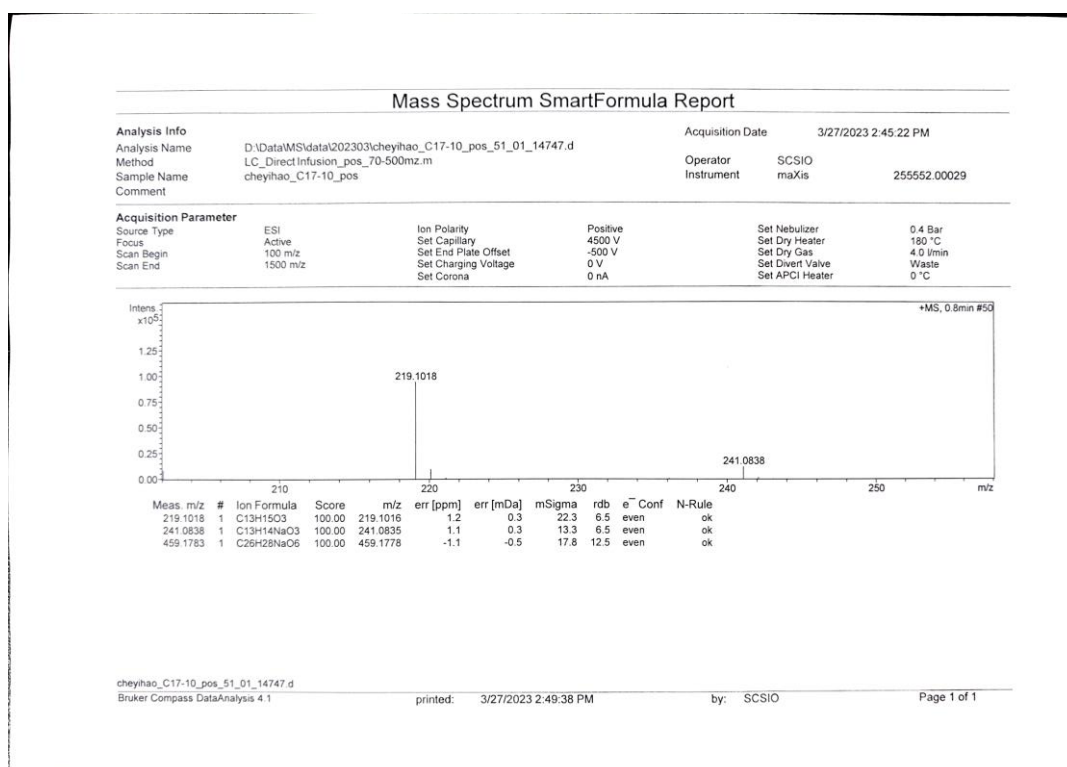 Mass Spectrum SmartFormula Report
Analysis Info Acquisition Date 3/27/2023 2:45:22 PM
Analysis Name D:\Data\MS\data\202303\cheyihao_C17-10_pos_51_01_14747.d
Method LC_Direct Infusion_pos_70-500mz.m Operator SCSIO
Sample Name cheyihao_C17-10_pos Instrument maXis 255552.00029
Comment
Acquisition Parameter
Source Type ESI Ion Polarity Positive Set Nebulizer 0.4 Bar
Focus Active Set Capillary 4500 V Set Dry Heater 180 °C
Scan Begin 100 m/z Set End Plate Offset -500 V Set Dry Gas 4.0 l/min
Scan End 1500 m/z Set Charging Voltage 0 V Set Divert Valve Waste
Set Corona 0 nA Set APCI Heater 0 °C
Intens. +MS, 0.8min #50
x10⁵
1.25
1.00 219.1018
0.75
0.50
0.25 241.0838
0.00
210 220 230 240 250 m/z
Meas. m/z # Ion Formula Score m/z err [ppm] err [mDa] mSigma rdb e⁻ Conf N-Rule
219.1018 1 C13H15O3 100.00 219.1016 1.2 0.3 22.3 6.5 even ok
241.0838 1 C13H14NaO3 100.00 241.0835 1.1 0.3 13.3 6.5 even ok
459.1783 1 C26H28NaO6 100.00 459.1778 -1.1 -0.5 17.8 12.5 even ok
cheyihao_C17-10_pos_51_01_14747.d
Bruker Compass DataAnalysis 4.1 printed: 3/27/2023 2:49:38 PM by: SCSIO Page 1 of 1